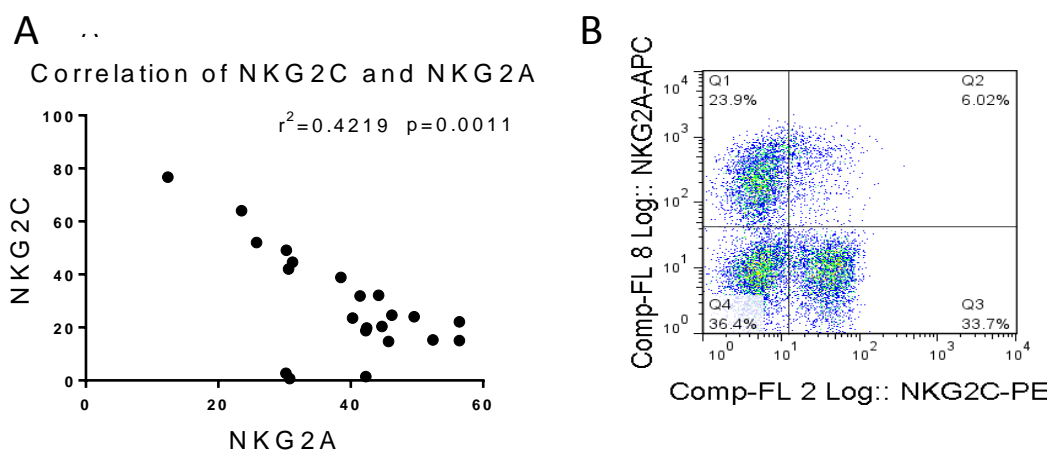 A
Correlation of NKG2C and NKG2A
r²=0.4219 p=0.0011
100
80
60
40
20
0
NKG2C
0 20 40 60
NKG2A
B
Q1
23.9%
Q2
6.02%
Q4
36.4%
Q3
33.7%
10⁴
10³
10²
10¹
10⁰
Comp-FL 8 Log:: NKG2A-APC
10⁰ 10¹ 10² 10³ 10⁴
Comp-FL 2 Log:: NKG2C-PE